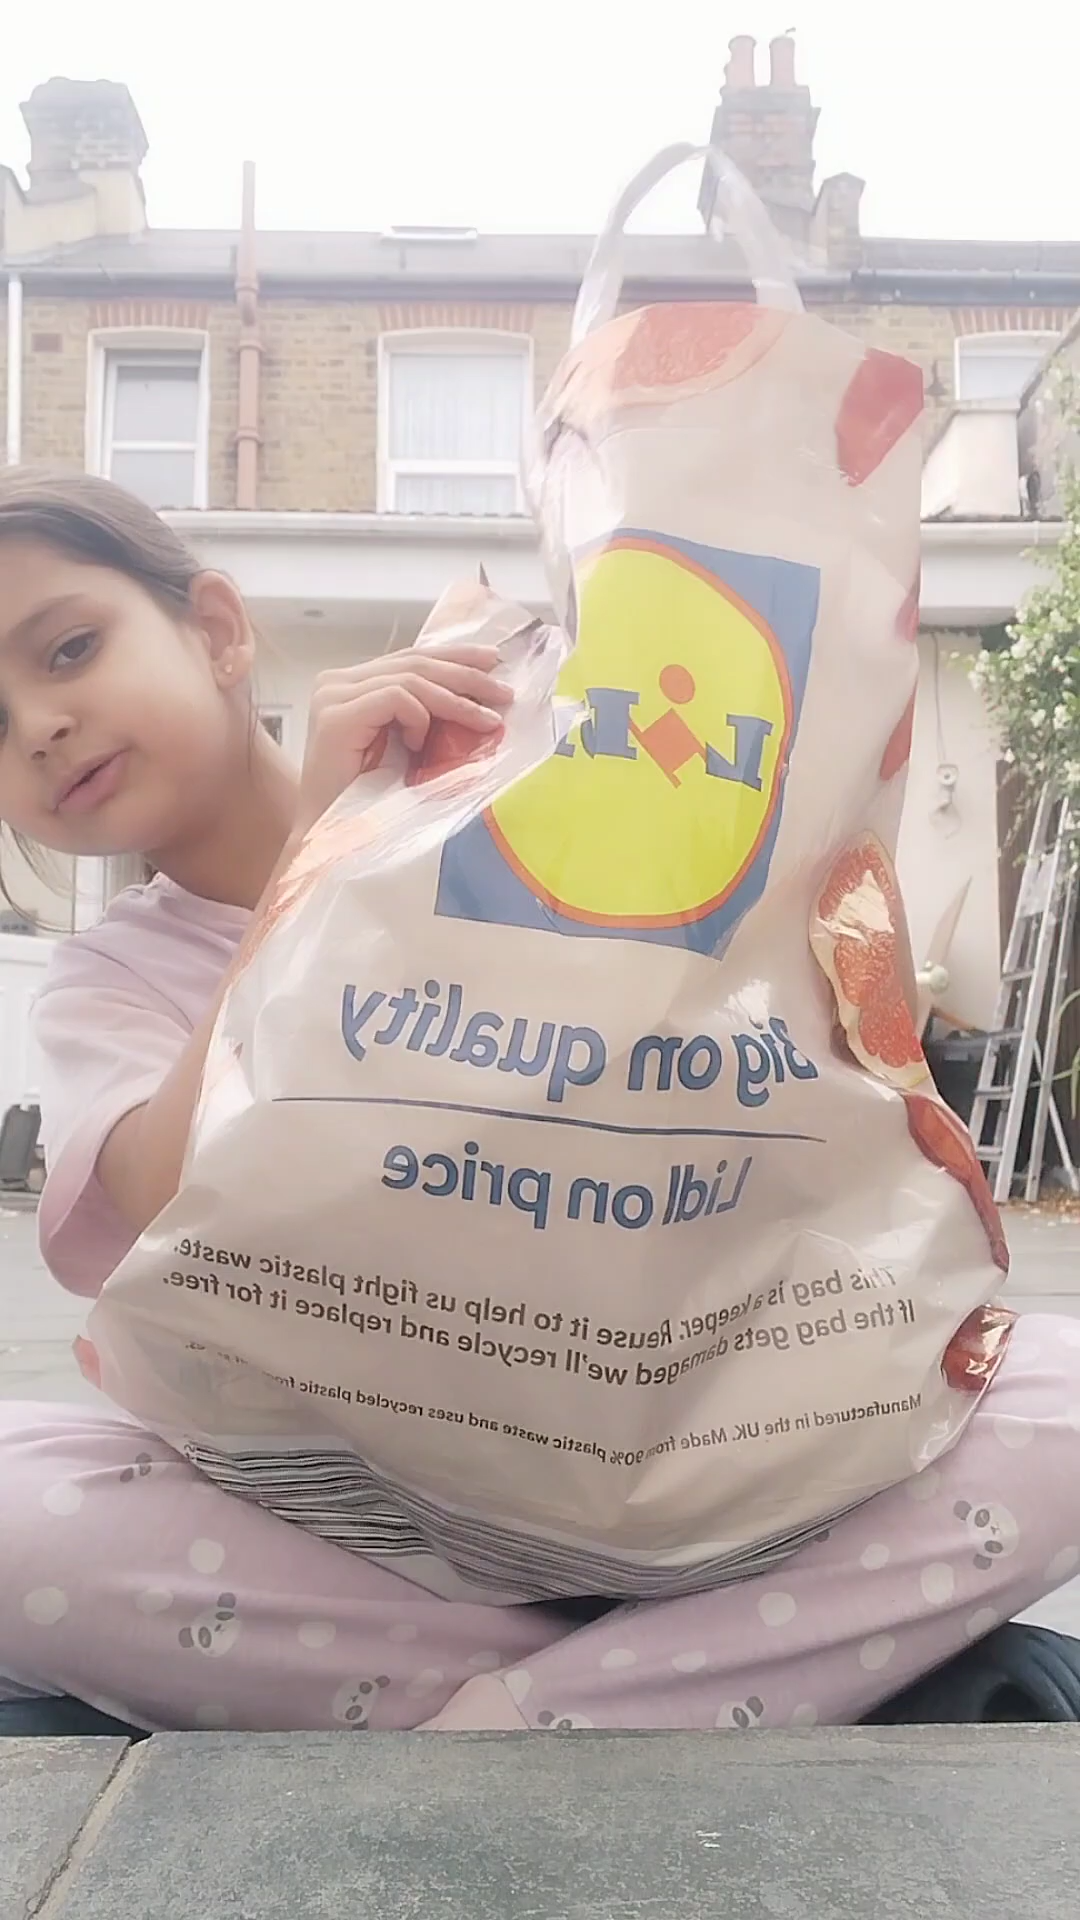 LIDL
Big on quality
Lidl on price
This bag is a keeper. Reuse it to help us fight plastic waste.
If the bag gets damaged we'll recycle and replace it for free.
Manufactured in the UK. Made from 90% plastic waste and uses recycled plastic from